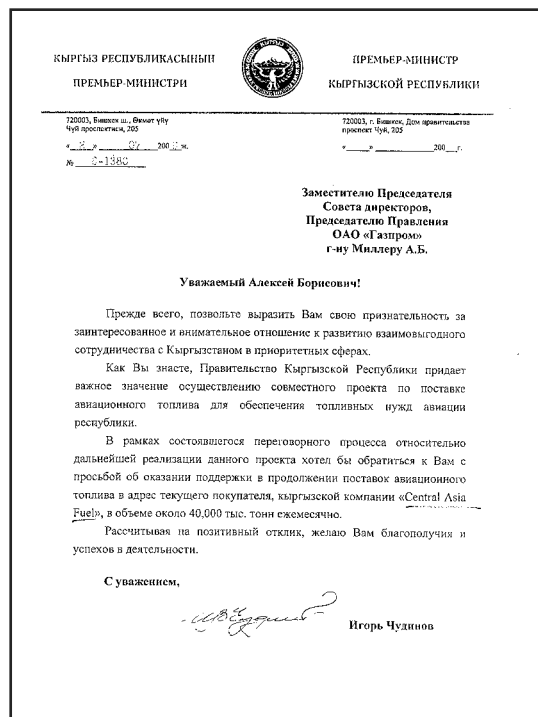 КЫРГЫЗ РЕСПУБЛИКАСЫНЫН
ПРЕМЬЕР-МИНИСТРИ
ПРЕМЬЕР-МИНИСТР
КЫРГЫЗСКОЙ РЕСПУБЛИКИ
720003, Бишкек ш., Өкмөт үйү
Чүй проспектиси, 205
720003, г. Бишкек, Дом правительства
проспект Чуй, 205
200 ж.
№ 8-1380
« » 200 г.
Заместителю Председателя
Совета директоров,
Председателю Правления
ОАО «Газпром»
г-ну Миллеру А.Б.
Уважаемый Алексей Борисович!
Прежде всего, позвольте выразить Вам свою признательность за
заинтересованное и внимательное отношение к развитию взаимовыгодного
сотрудничества с Кыргызстаном в приоритетных сферах.
Как Вы знаете, Правительство Кыргызской Республики придает
важное значение осуществлению совместного проекта по поставке
авиационного топлива для обеспечения топливных нужд авиации
республики.
В рамках состоявшегося переговорного процесса относительно
дальнейшей реализации данного проекта хотел бы обратиться к Вам с
просьбой об оказании поддержки в продолжении поставок авиационного
топлива в адрес текущего покупателя, кыргызской компании «Central Asia
Fuel», в объеме около 40,000 тыс. тонн ежемесячно.
Рассчитывая на позитивный отклик, желаю Вам благополучия и
успехов в деятельности.
С уважением,
Игорь Чудинов